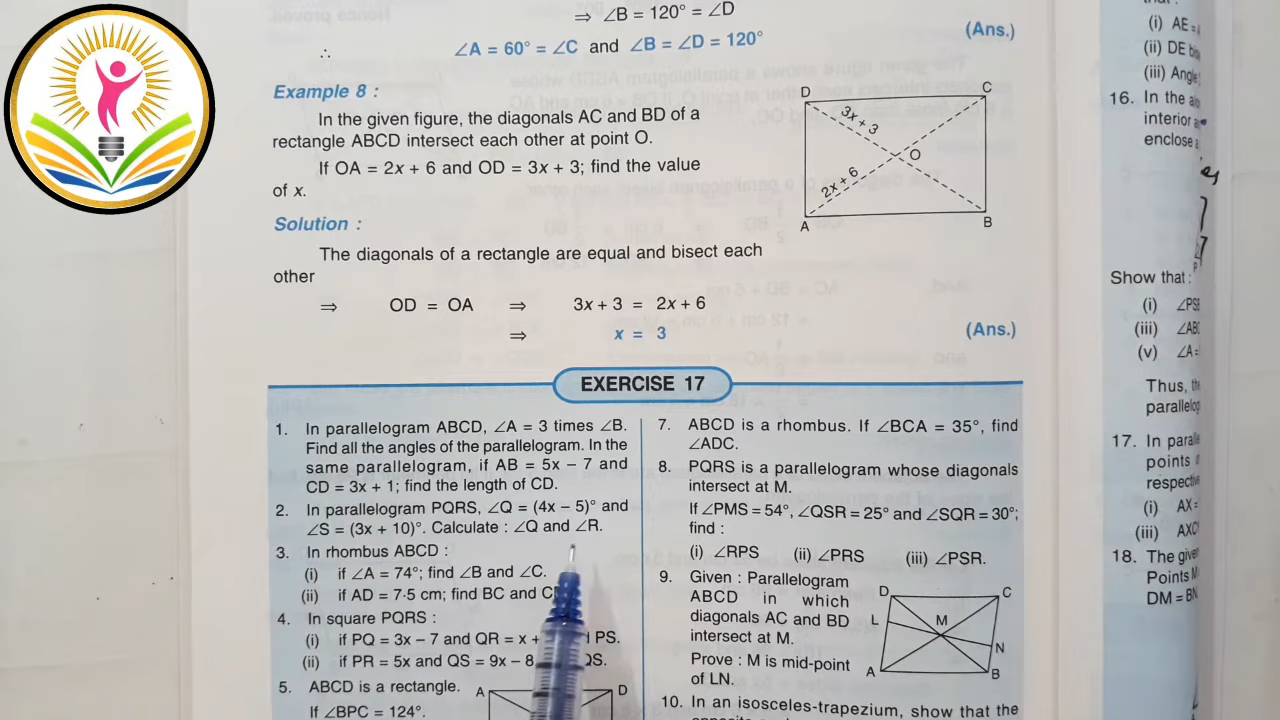 ⇒ ∠B = 120° = ∠D
∴ ∠A = 60° = ∠C and ∠B = ∠D = 120° (Ans.)
Example 8 :
In the given figure, the diagonals AC and BD of a
rectangle ABCD intersect each other at point O.
If OA = 2x + 6 and OD = 3x + 3; find the value
of x.
D
C
3x + 3
O
2x + 6
A
B
Solution :
The diagonals of a rectangle are equal and bisect each
other
⇒ OD = OA ⇒ 3x + 3 = 2x + 6
⇒ x = 3 (Ans.)
EXERCISE 17
1. In parallelogram ABCD, ∠A = 3 times ∠B.
Find all the angles of the parallelogram. In the
same parallelogram, if AB = 5x – 7 and
CD = 3x + 1; find the length of CD.
2. In parallelogram PQRS, ∠Q = (4x – 5)° and
∠S = (3x + 10)°. Calculate : ∠Q and ∠R.
3. In rhombus ABCD :
(i) if ∠A = 74°; find ∠B and ∠C.
(ii) if AD = 7·5 cm; find BC and C
4. In square PQRS :
(i) if PQ = 3x – 7 and QR = x + PS.
(ii) if PR = 5x and QS = 9x – 8 QS.
5. ABCD is a rectangle.
If ∠BPC = 124°.
A
D
7. ABCD is a rhombus. If ∠BCA = 35°, find
∠ADC.
8. PQRS is a parallelogram whose diagonals
intersect at M.
If ∠PMS = 54°, ∠QSR = 25° and ∠SQR = 30°;
find :
(i) ∠RPS (ii) ∠PRS (iii) ∠PSR.
9. Given : Parallelogram
ABCD in which
diagonals AC and BD
intersect at M.
Prove : M is mid-point
of LN.
D
C
L
M
N
A
B
10. In an isosceles-trapezium, show that the
(i) AE =
(ii) DE
(iii) Angle
16. In the
interior
enclose
Show that :
(i)
(iii)
(v) ∠A=
Thus,
17. In
points
(i) AX =
(iii)
18. The
Points
DM =